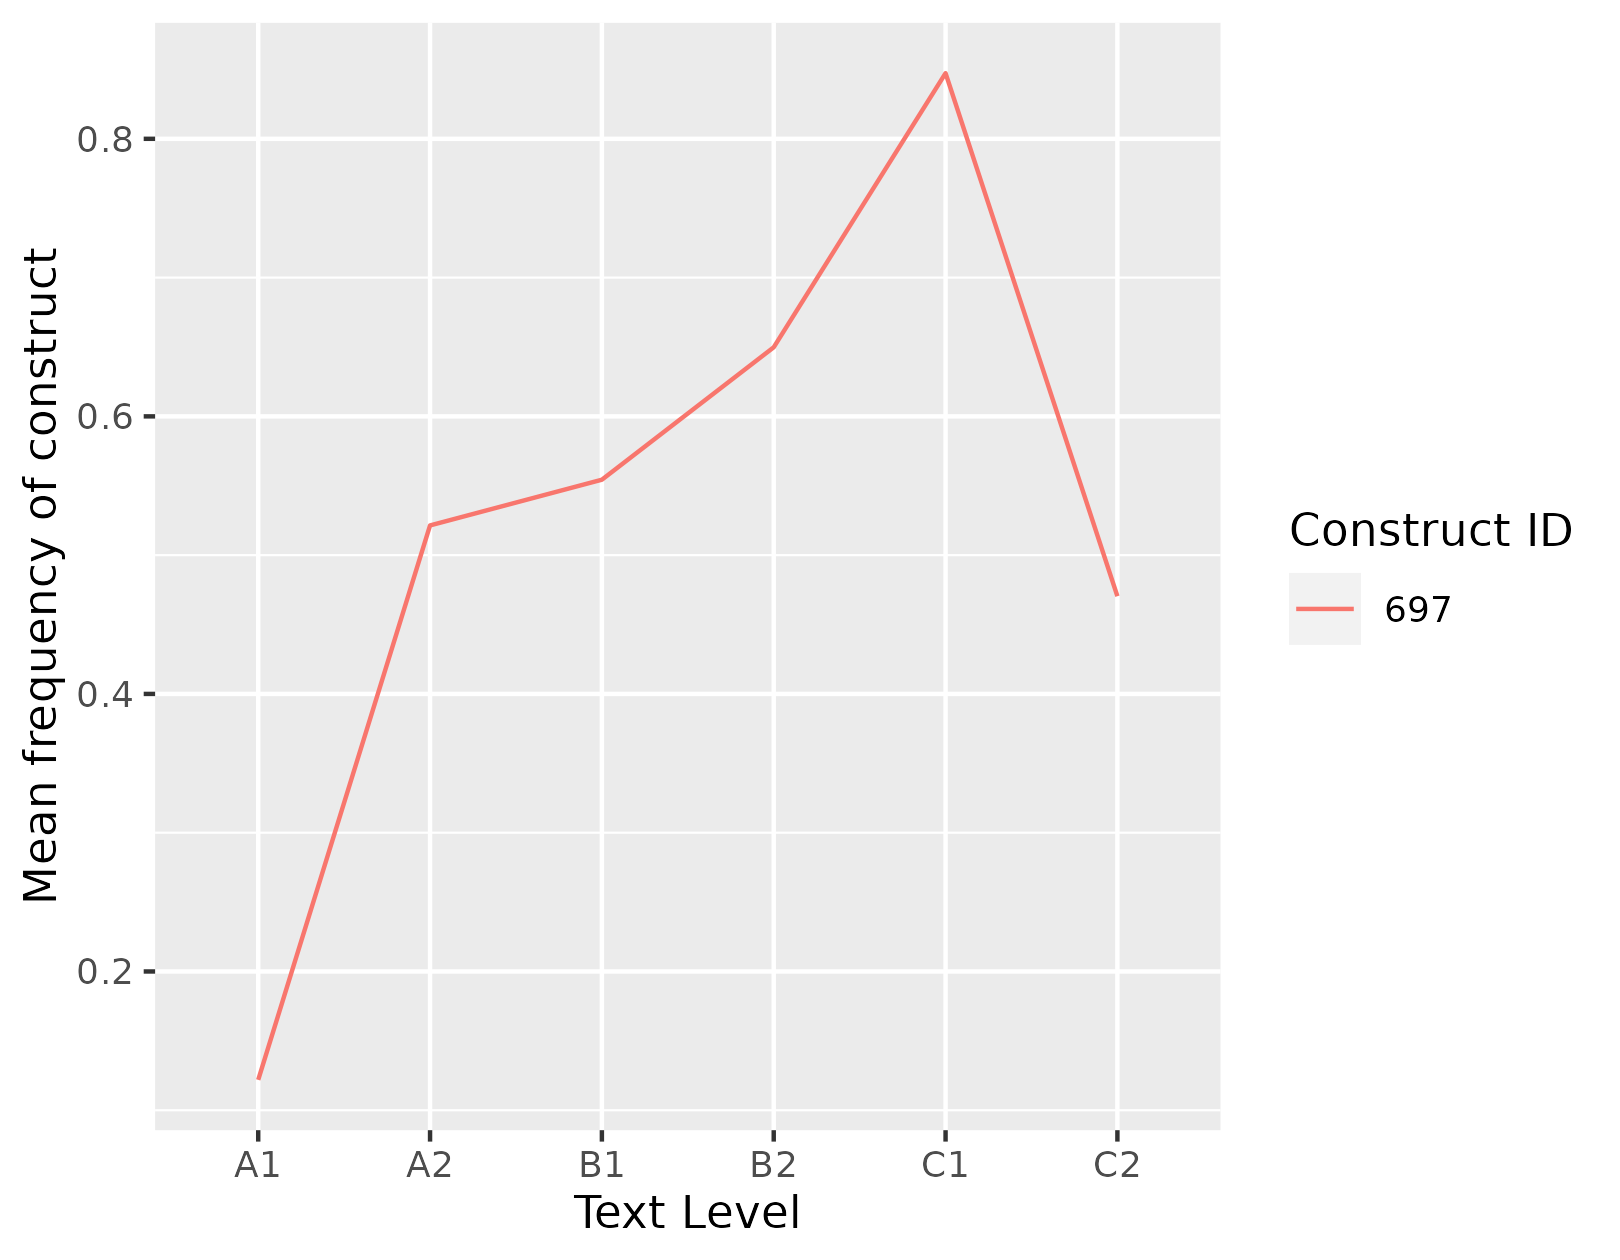 Mean frequency of construct
0.8
0.6
0.4
0.2
A1 A2 B1 B2 C1 C2
Text Level
Construct ID
697